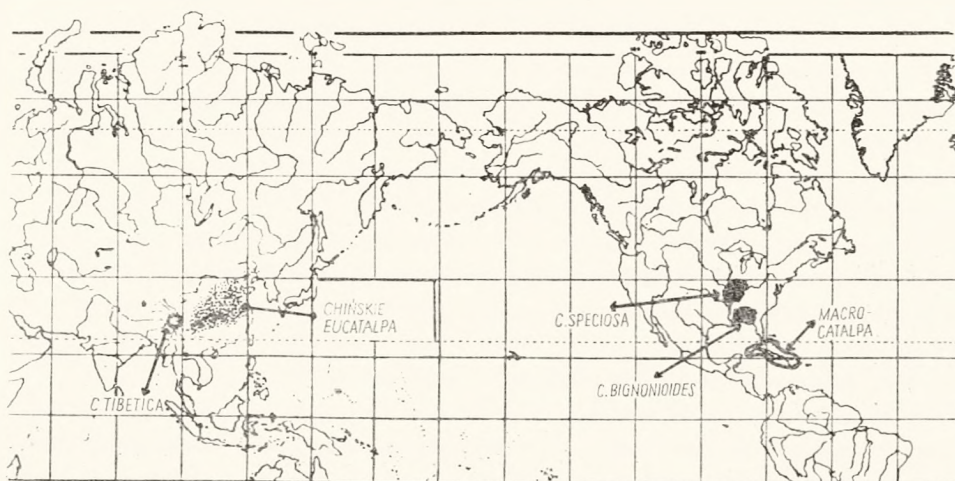 CHIŃSKIE
EUCATALPA
C.TIBETICA
C.SPECIOSA
C.BIGNONIOIDES
MACRO-
CATALPA